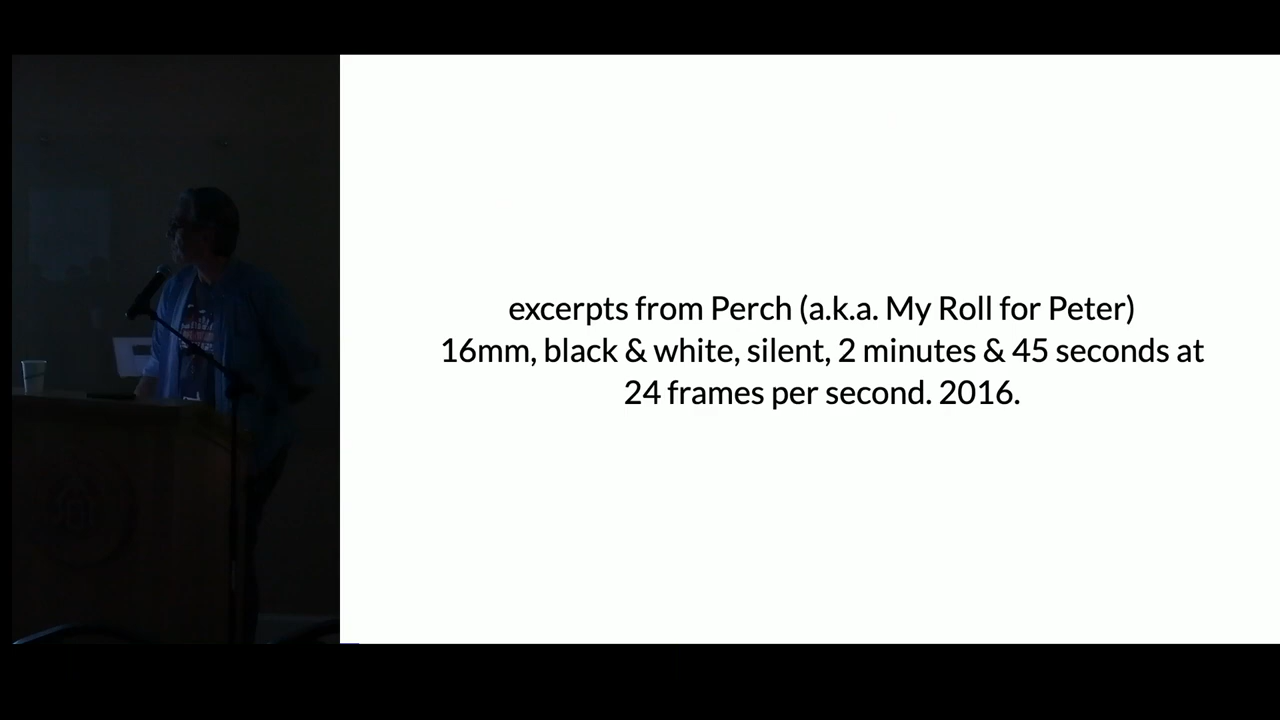 excerpts from Perch (a.k.a. My Roll for Peter)
16mm, black & white, silent, 2 minutes & 45 seconds at
24 frames per second. 2016.